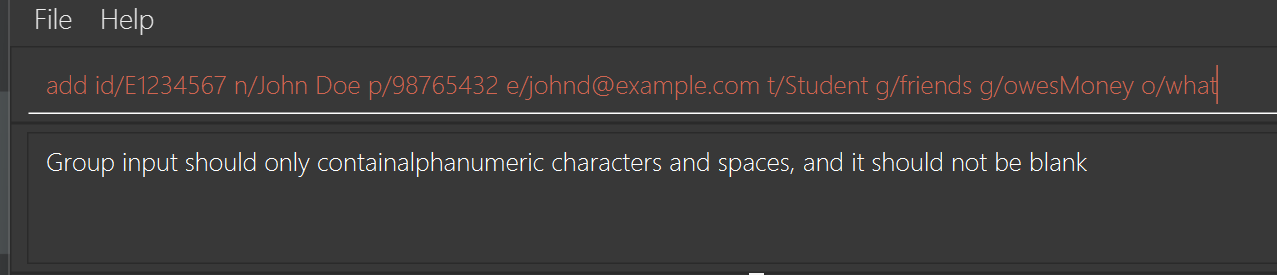 File Help
add id/E1234567 n/John Doe p/98765432 e/johnd@example.com t/Student g/friends g/owesMoney o/what
Group input should only containalphanumeric characters and spaces, and it should not be blank